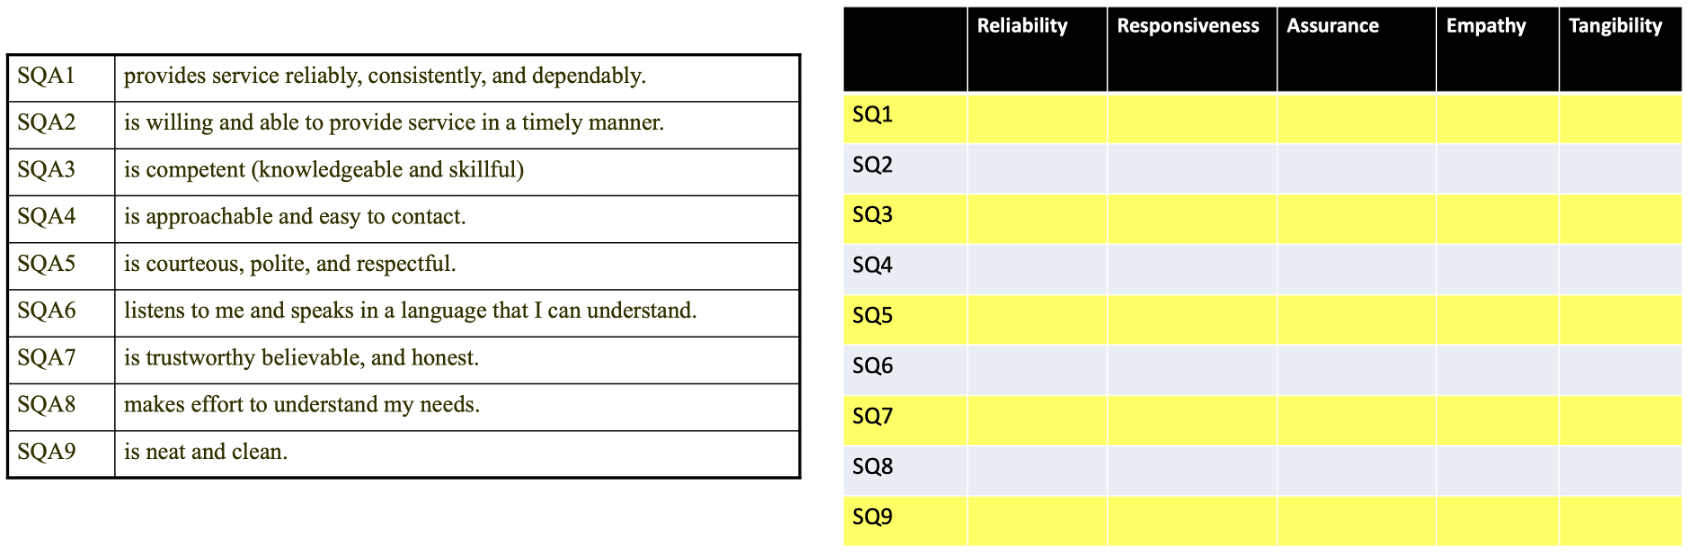 SQA1 provides service reliably, consistently, and dependably.
SQA2 is willing and able to provide service in a timely manner.
SQA3 is competent (knowledgeable and skillful)
SQA4 is approachable and easy to contact.
SQA5 is courteous, polite, and respectful.
SQA6 listens to me and speaks in a language that I can understand.
SQA7 is trustworthy believable, and honest.
SQA8 makes effort to understand my needs.
SQA9 is neat and clean.
Reliability Responsiveness Assurance Empathy Tangibility
SQ1
SQ2
SQ3
SQ4
SQ5
SQ6
SQ7
SQ8
SQ9